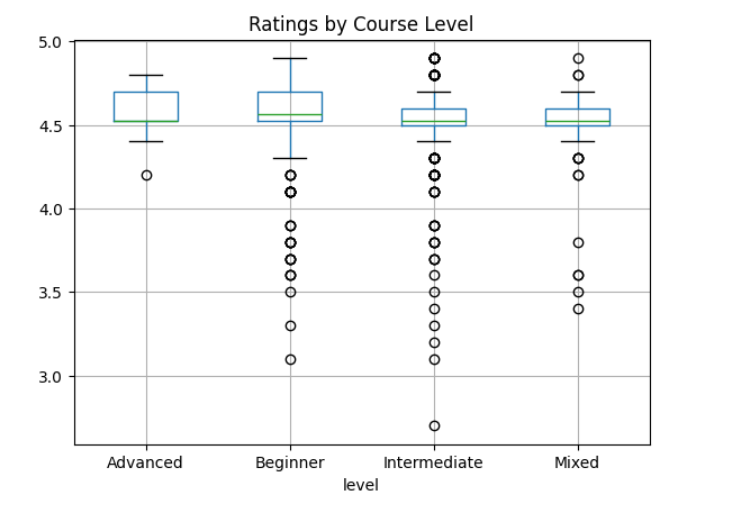 Ratings by Course Level
5.0
4.5
4.0
3.5
3.0
Advanced Beginner Intermediate Mixed
level